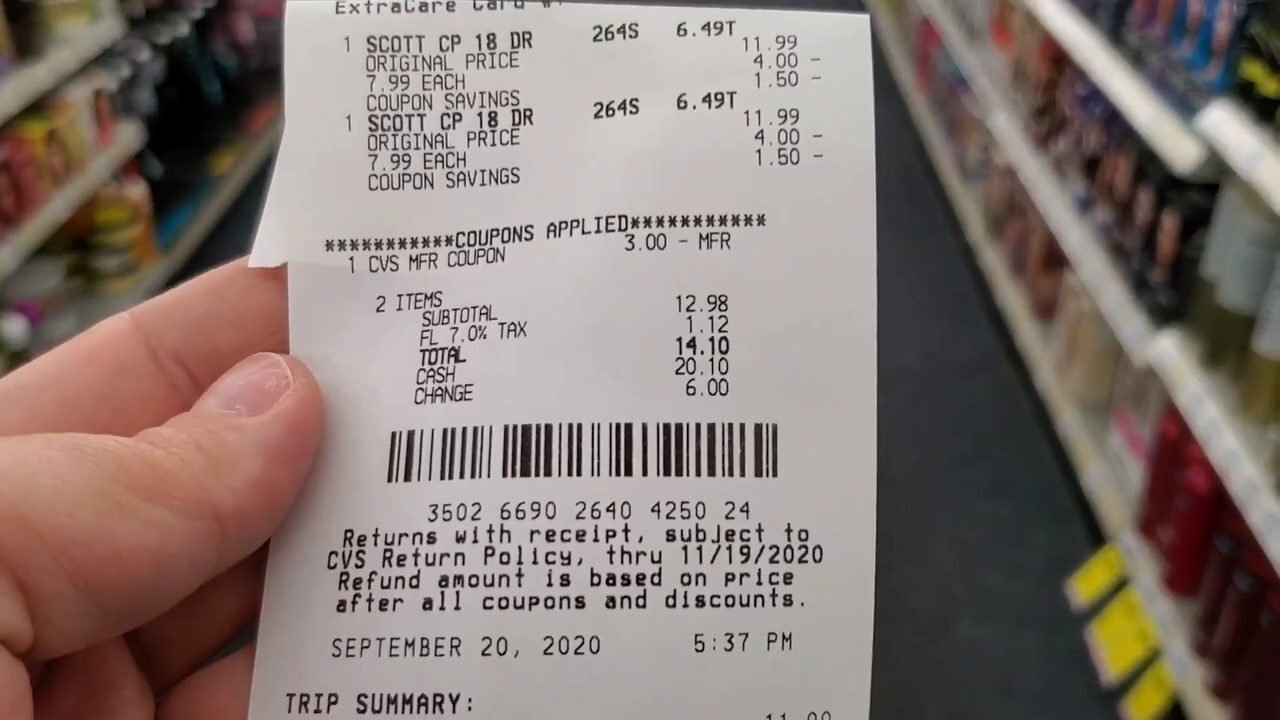 ExtraCare Card
1 SCOTT CP 18 DR 264S 6.49T
ORIGINAL PRICE 11.99
7.99 EACH 4.00 -
COUPON SAVINGS 1.50 -
1 SCOTT CP 18 DR 264S 6.49T
ORIGINAL PRICE 11.99
7.99 EACH 4.00 -
COUPON SAVINGS 1.50 -
***********COUPONS APPLIED***********
1 CVS MFR COUPON 3.00 - MFR
2 ITEMS
SUBTOTAL 12.98
FL 7.0% TAX 1.12
TOTAL 14.10
CASH 20.10
CHANGE 6.00
3502 6690 2640 4250 24
Returns with receipt, subject to
CVS Return Policy, thru 11/19/2020
Refund amount is based on price
after all coupons and discounts.
SEPTEMBER 20, 2020 5:37 PM
TRIP SUMMARY: